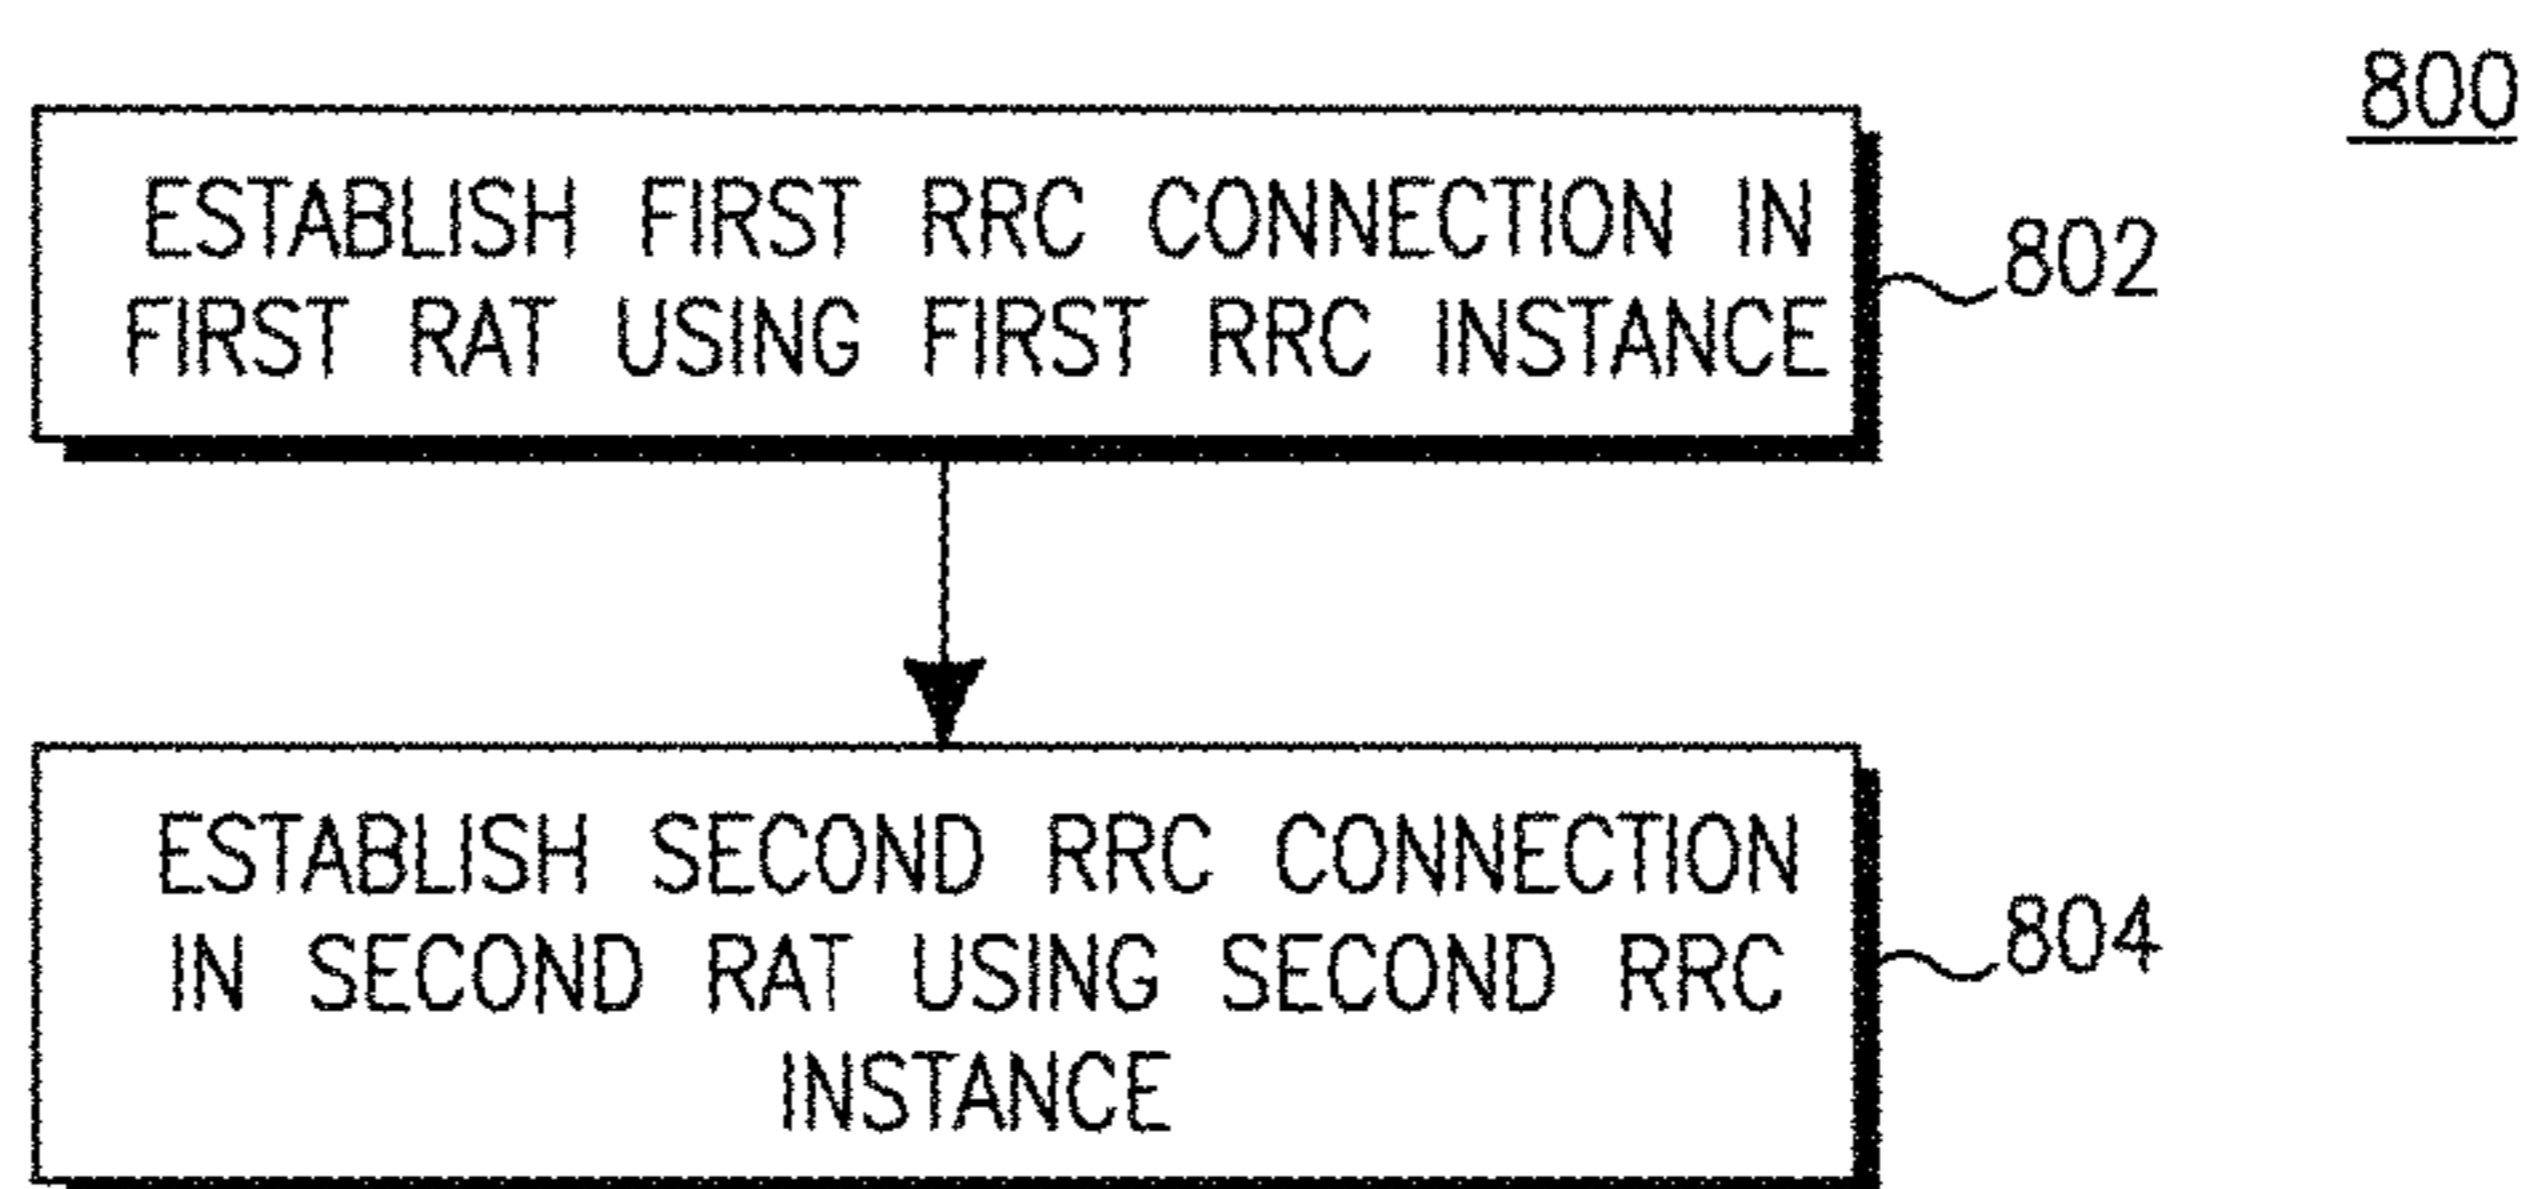 800
ESTABLISH FIRST RRC CONNECTION IN
FIRST RAT USING FIRST RRC INSTANCE
802
ESTABLISH SECOND RRC CONNECTION
IN SECOND RAT USING SECOND RRC
INSTANCE
804